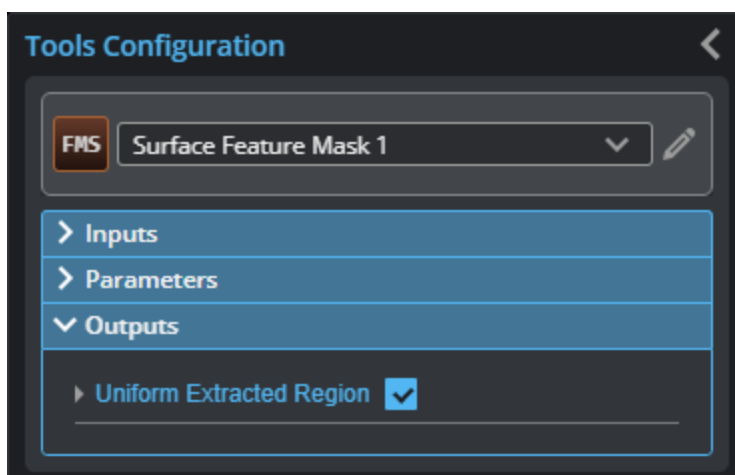 Tools Configuration
FMS Surface Feature Mask 1
Inputs
Parameters
Outputs
Uniform Extracted Region